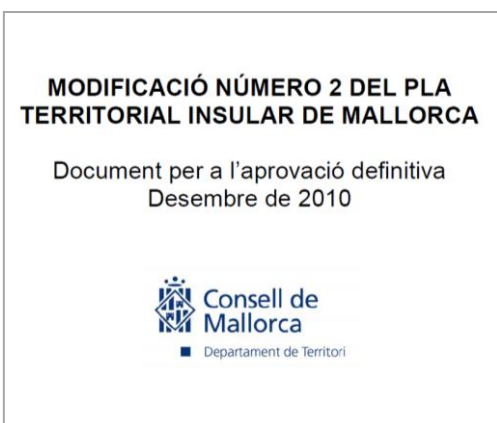 MODIFICACIÓ NÚMERO 2 DEL PLA
TERRITORIAL INSULAR DE MALLORCA
Document per a l'aprovació definitiva
Desembre de 2010
Consell de
Mallorca
Departament de Territori